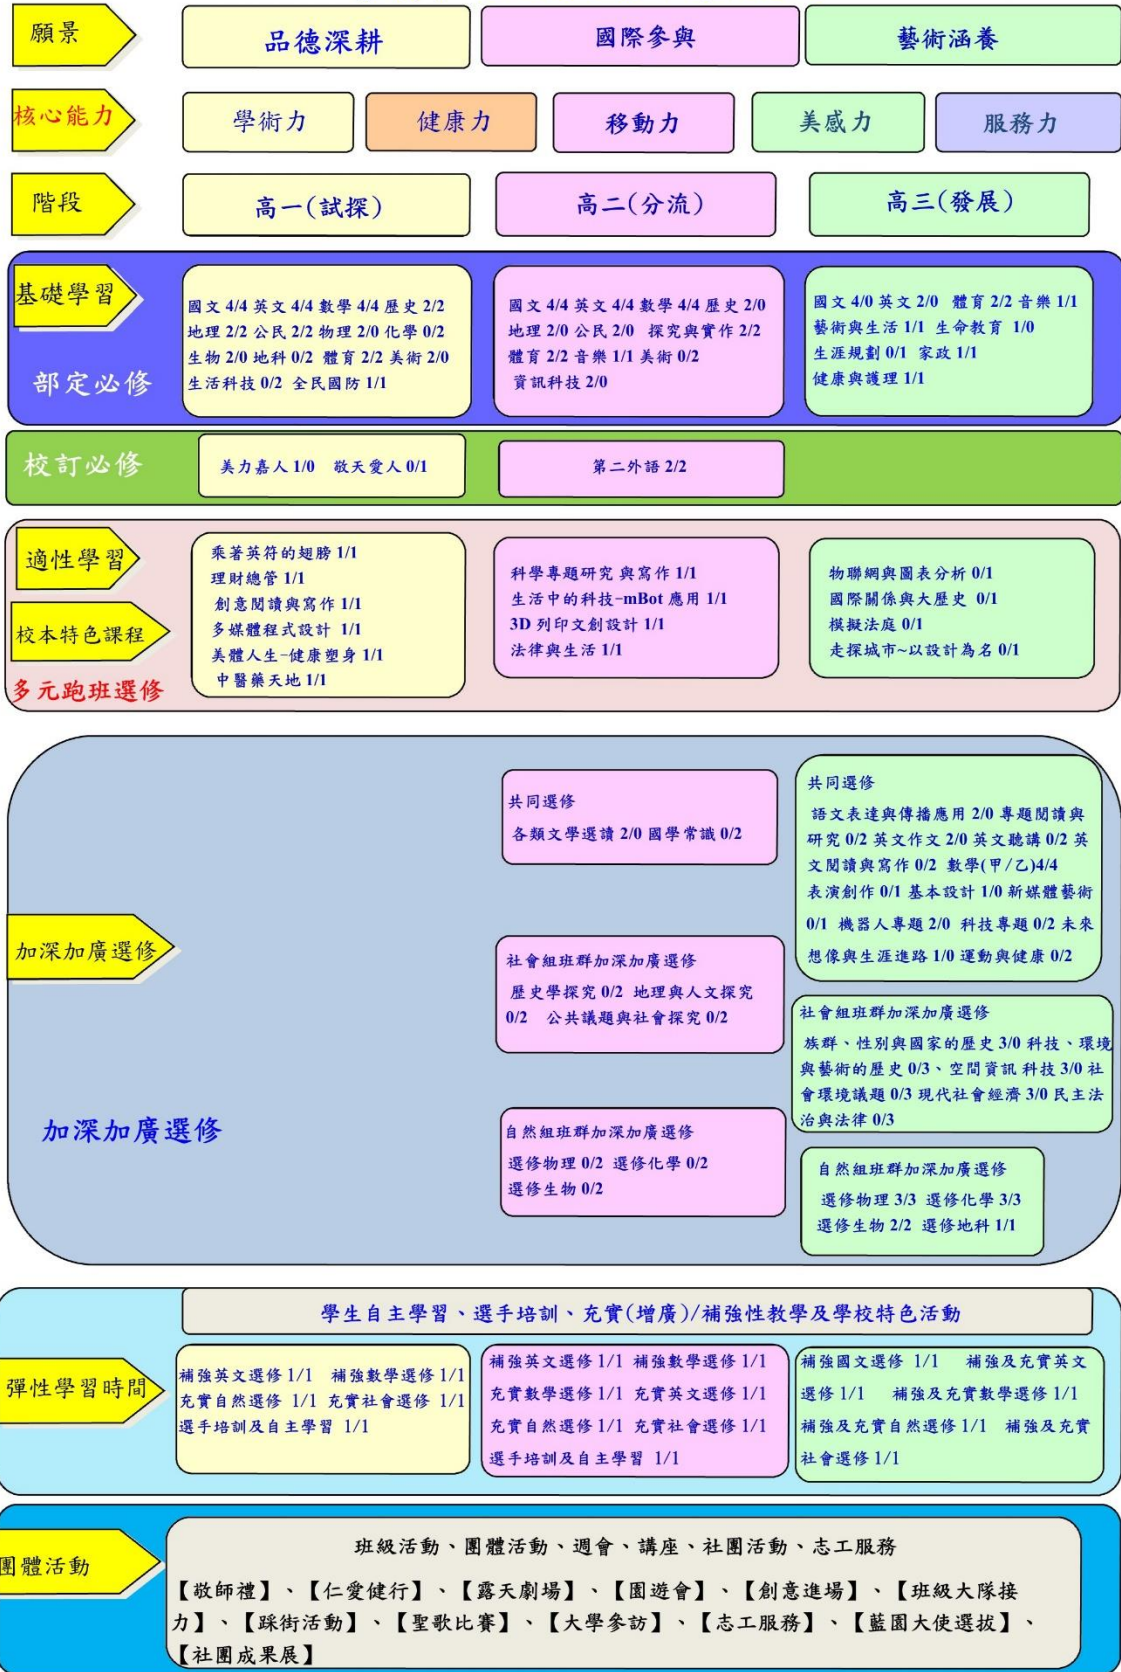 願景
品德深耕
國際參與
藝術涵養
核心能力
學術力
健康力
移動力
美感力
服務力
階段
高一(試探)
高二(分流)
高三(發展)
基礎學習
部定必修
國文 4/4 英文 4/4 數學 4/4 歷史 2/2
地理 2/2 公民 2/2 物理 2/0 化學 0/2
生物 2/0 地科 0/2 體育 2/2 美術 2/0
生活科技 0/2 全民國防 1/1
國文 4/4 英文 4/4 數學 4/4 歷史 2/0
地理 2/0 公民 2/0 探究與實作 2/2
體育 2/2 音樂 1/1 美術 0/2
資訊科技 2/0
國文 4/0 英文 2/0 體育 2/2 音樂 1/1
藝術與生活 1/1 生命教育 1/0
生涯規劃 0/1 家政 1/1
健康與護理 1/1
校訂必修
美力嘉人 1/0 敬天愛人 0/1
第二外語 2/2
適性學習
校本特色課程
多元跑班選修
乘著英符的翅膀 1/1
理財總管 1/1
創意閱讀與寫作 1/1
多媒體程式設計 1/1
美體人生-健康塑身 1/1
中醫藥天地 1/1
科學專題研究 與寫作 1/1
生活中的科技-mBot 應用 1/1
3D 列印文創設計 1/1
法律與生活 1/1
物聯網與圖表分析 0/1
國際關係與大歷史 0/1
模擬法庭 0/1
走探城市~以設計為名 0/1
加深加廣選修
加深加廣選修
共同選修
各類文學選讀 2/0 國學常識 0/2
社會組班群加深加廣選修
歷史學探究 0/2 地理與人文探究
0/2 公共議題與社會探究 0/2
自然組班群加深加廣選修
選修物理 0/2 選修化學 0/2
選修生物 0/2
共同選修
語文表達與傳播應用 2/0 專題閱讀與
研究 0/2 英文作文 2/0 英文聽講 0/2 英
文閱讀與寫作 0/2 數學(甲/乙)4/4
表演創作 0/1 基本設計 1/0 新媒體藝術
0/1 機器人專題 2/0 科技專題 0/2 未來
想像與生涯進路 1/0 運動與健康 0/2
社會組班群加深加廣選修
族群、性別與國家的歷史 3/0 科技、環境
與藝術的歷史 0/3、空間資訊 科技 3/0 社
會環境議題 0/3 現代社會經濟 3/0 民主法
治與法律 0/3
自然組班群加深加廣選修
選修物理 3/3 選修化學 3/3
選修生物 2/2 選修地科 1/1
彈性學習時間
學生自主學習、選手培訓、充實(增廣)/補強性教學及學校特色活動
補強英文選修 1/1 補強數學選修 1/1
充實自然選修 1/1 充實社會選修 1/1
選手培訓及自主學習 1/1
補強英文選修 1/1 補強數學選修 1/1
充實數學選修 1/1 充實英文選修 1/1
充實自然選修 1/1 充實社會選修 1/1
選手培訓及自主學習 1/1
補強國文選修 1/1 補強及充實英文
選修 1/1 補強及充實數學選修 1/1
補強及充實自然選修 1/1 補強及充實
社會選修 1/1
團體活動
班級活動、團體活動、週會、講座、社團活動、志工服務
【敬師禮】、【仁愛健行】、【露天劇場】、【園遊會】、【創意進場】、【班級大隊接
力】、【踩街活動】、【聖歌比賽】、【大學參訪】、【志工服務】、【藍園大使選拔】、
【社團成果展】